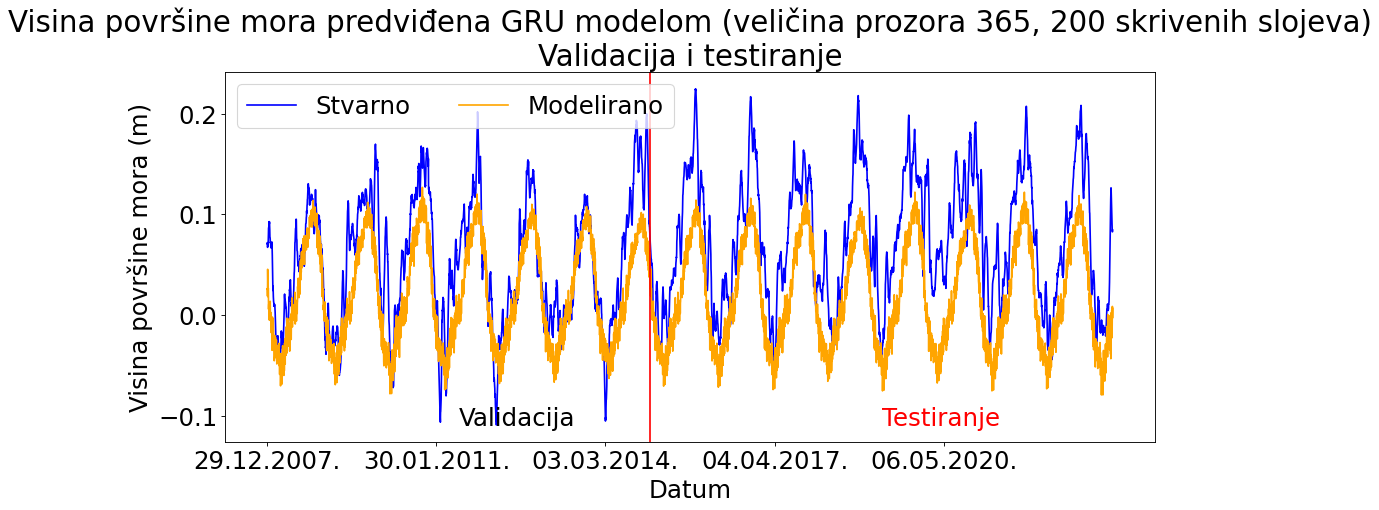 Visina površine mora predviđena GRU modelom (veličina prozora 365, 200 skrivenih slojeva)
Validacija i testiranje
Stvarno
Modelirano
Visina površine mora (m)
0.2
0.1
0.0
−0.1
Validacija
Testiranje
29.12.2007.
30.01.2011.
03.03.2014.
04.04.2017.
06.05.2020.
Datum